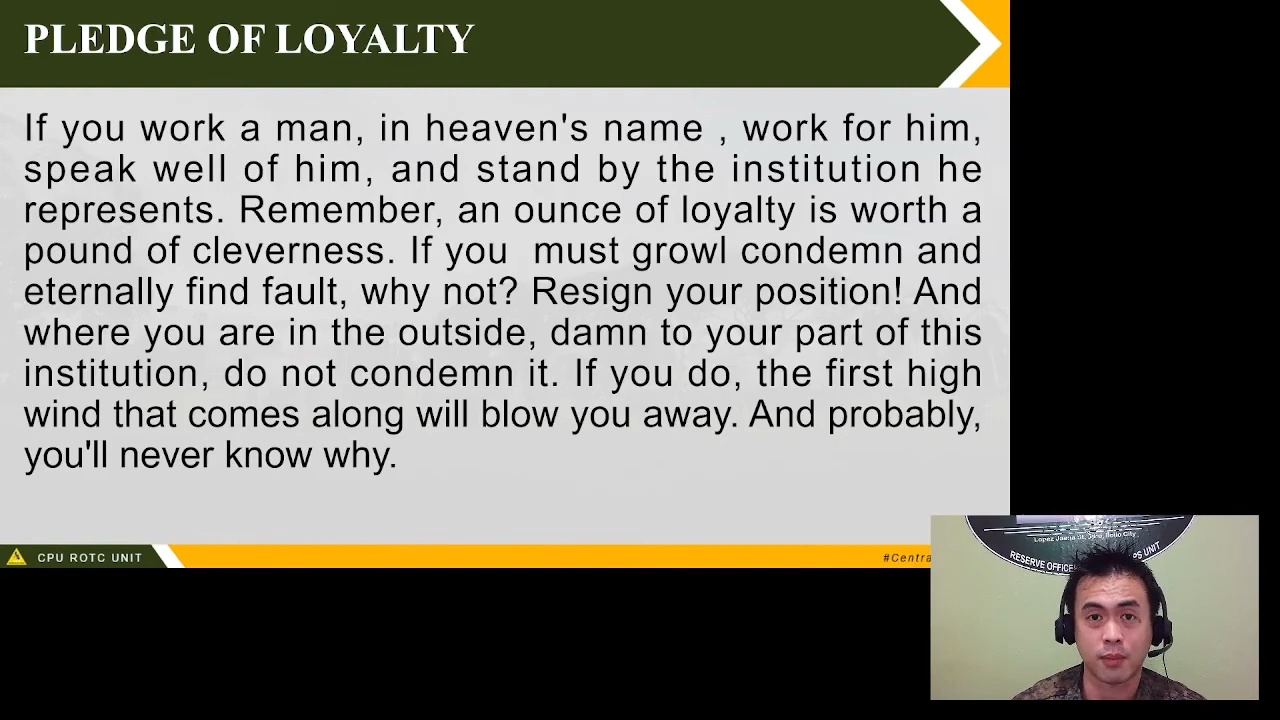 PLEDGE OF LOYALTY
If you work a man, in heaven's name , work for him,
speak well of him, and stand by the institution he
represents. Remember, an ounce of loyalty is worth a
pound of cleverness. If you must growl condemn and
eternally find fault, why not? Resign your position! And
where you are in the outside, damn to your part of this
institution, do not condemn it. If you do, the first high
wind that comes along will blow you away. And probably,
you'll never know why.
CPU ROTC UNIT
#Centra
Lopez Jaena St, Jaro, Iloilo City
RESERVE OFFICE PS UNIT